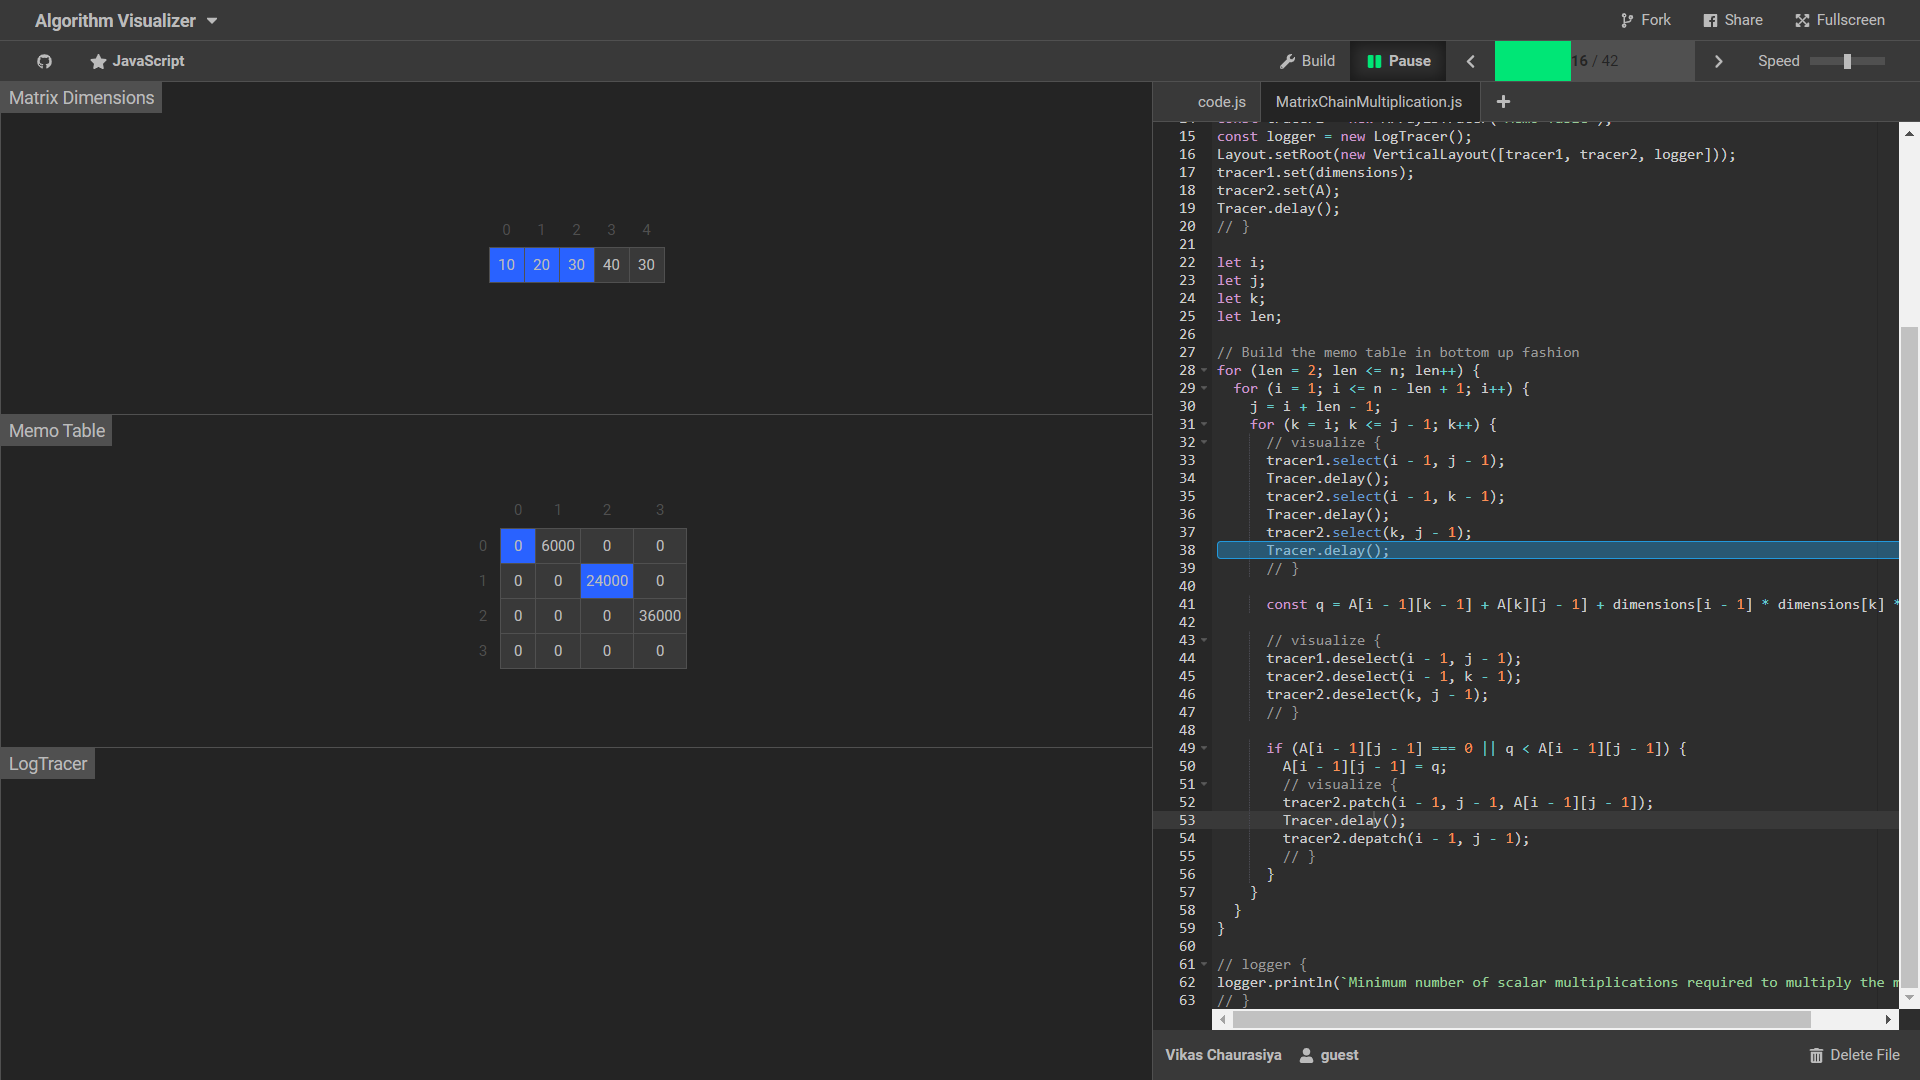 Algorithm Visualizer
Fork
Share
Fullscreen
JavaScript
Build
Pause
16 / 42
Speed
Matrix Dimensions
0 1 2 3 4
10 20 30 40 30
Memo Table
0 1 2 3
0 0 6000 0 0
1 0 0 24000 0
2 0 0 0 36000
3 0 0 0 0
LogTracer
code.js
MatrixChainMultiplication.js
15 const logger = new LogTracer();
16 Layout.setRoot(new VerticalLayout([tracer1, tracer2, logger]));
17 tracer1.set(dimensions);
18 tracer2.set(A);
19 Tracer.delay();
20 // }
21
22 let i;
23 let j;
24 let k;
25 let len;
26
27 // Build the memo table in bottom up fashion
28 for (len = 2; len <= n; len++) {
29 for (i = 1; i <= n - len + 1; i++) {
30 j = i + len - 1;
31 for (k = i; k <= j - 1; k++) {
32 // visualize {
33 tracer1.select(i - 1, j - 1);
34 Tracer.delay();
35 tracer2.select(i - 1, k - 1);
36 Tracer.delay();
37 tracer2.select(k, j - 1);
38 Tracer.delay();
39 // }
40
41 const q = A[i - 1][k - 1] + A[k][j - 1] + dimensions[i - 1] * dimensions[k] *
42
43 // visualize {
44 tracer1.deselect(i - 1, j - 1);
45 tracer2.deselect(i - 1, k - 1);
46 tracer2.deselect(k, j - 1);
47 // }
48
49 if (A[i - 1][j - 1] === 0 || q < A[i - 1][j - 1]) {
50 A[i - 1][j - 1] = q;
51 // visualize {
52 tracer2.patch(i - 1, j - 1, A[i - 1][j - 1]);
53 Tracer.delay();
54 tracer2.depatch(i - 1, j - 1);
55 // }
56 }
57 }
58 }
59 }
60
61 // logger {
62 logger.println(`Minimum number of scalar multiplications required to multiply the
63 // }
Vikas Chaurasiya
guest
Delete File